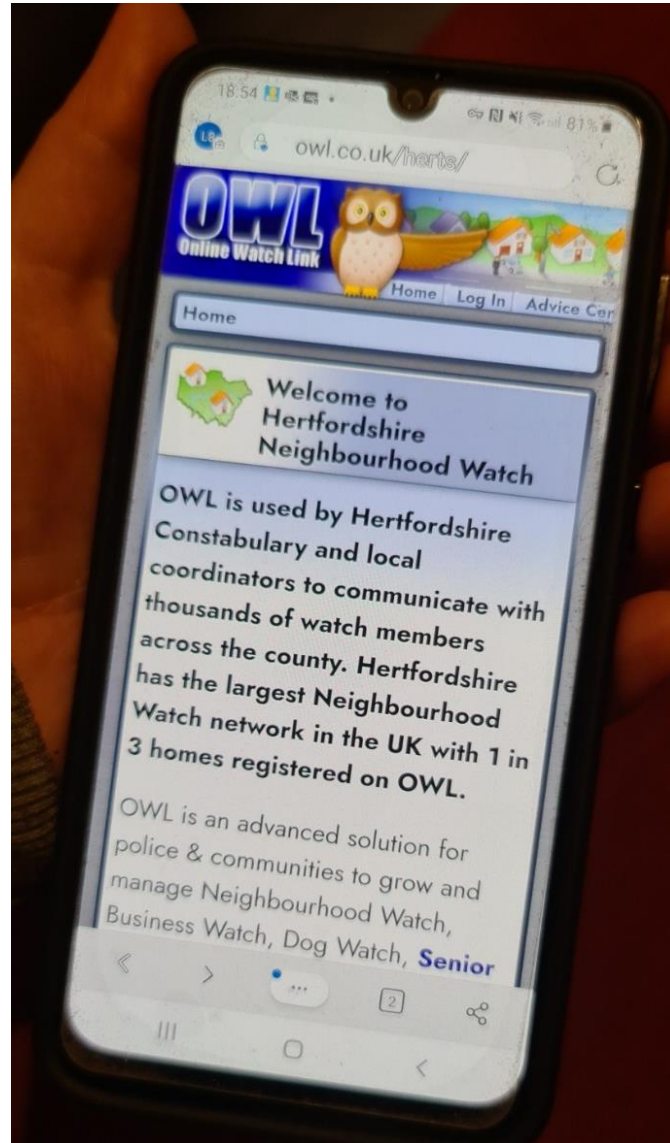 18:54 81%
LB owl.co.uk/herts/
OWL
Online Watch Link
Home Log In Advice Cen
Home
Welcome to
Hertfordshire
Neighbourhood Watch
OWL is used by Hertfordshire
Constabulary and local
coordinators to communicate with
thousands of watch members
across the county. Hertfordshire
has the largest Neighbourhood
Watch network in the UK with 1 in
3 homes registered on OWL.
OWL is an advanced solution for
police & communities to grow and
manage Neighbourhood Watch,
Business Watch, Dog Watch, Senior
2